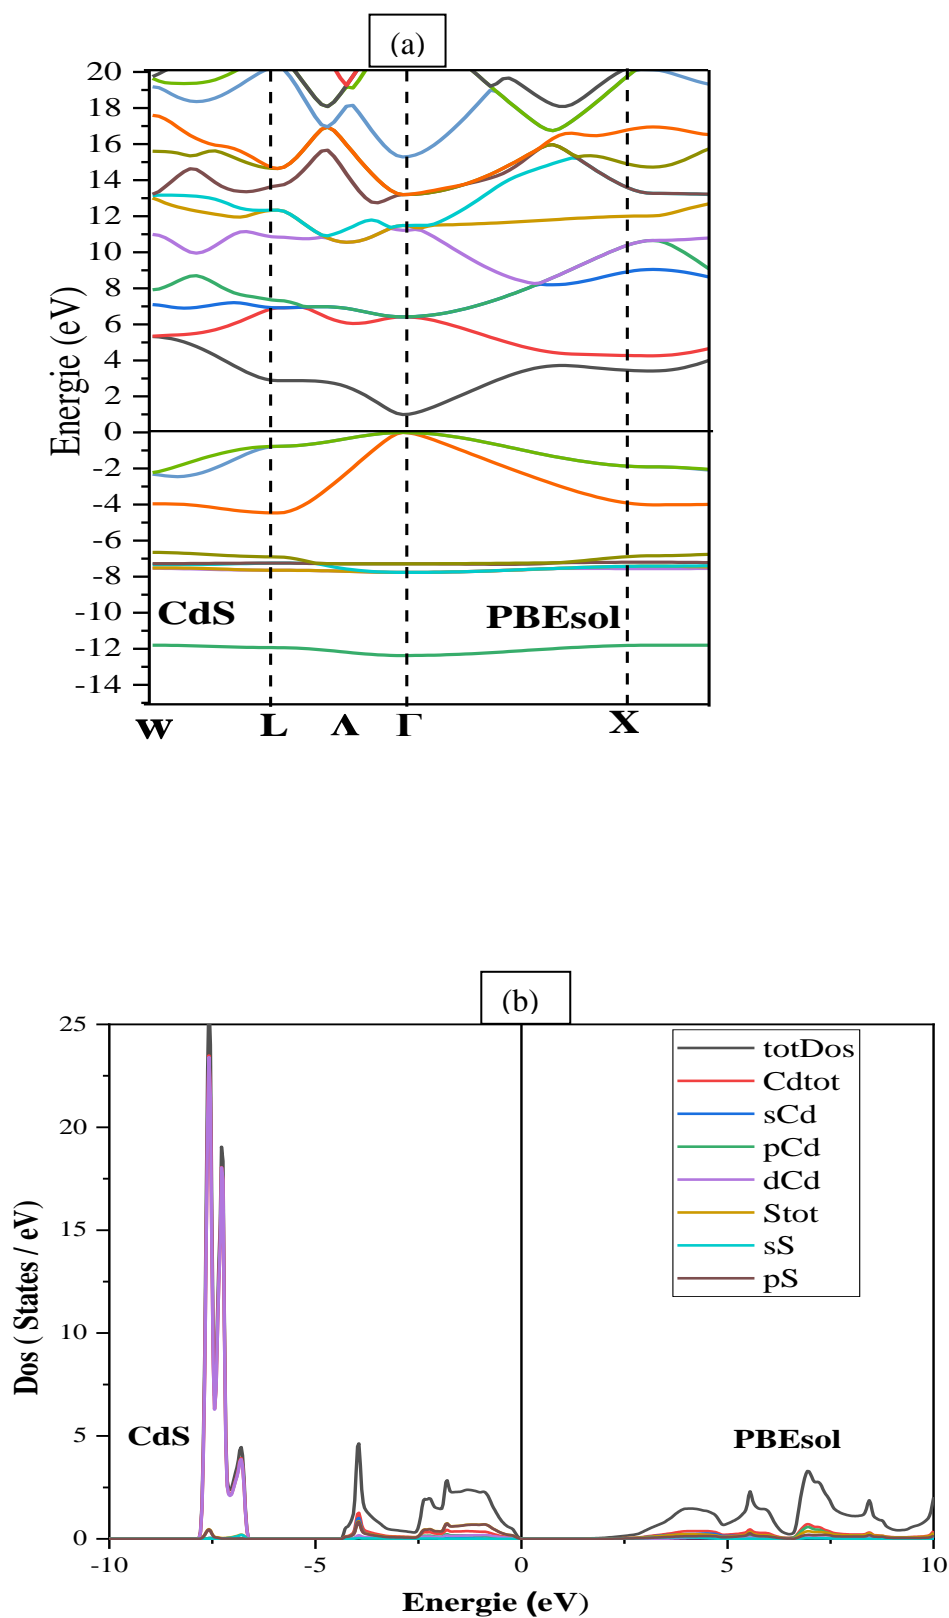 (a)
20
18
16
14
12
10
8
6
4
2
0
-2
-4
-6
-8
-10
-12
-14
Energie (eV)
CdS
PBEsol
W
L
Λ
Γ
X
(b)
25
20
15
10
5
0
Dos ( States / eV)
totDos
Cdtot
sCd
pCd
dCd
Stot
sS
pS
CdS
PBEsol
-10
-5
0
5
10
Energie (eV)